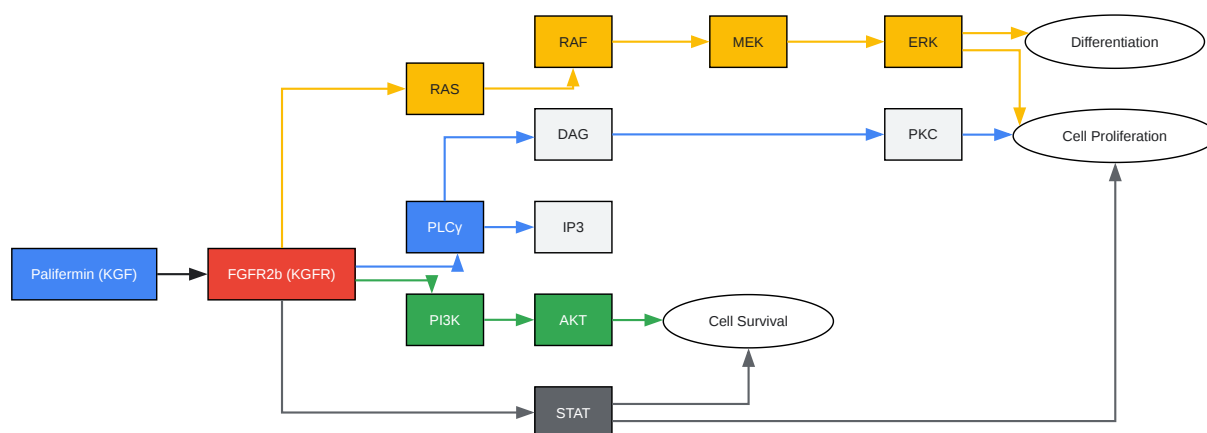 RAF
MEK
ERK
Differentiation
RAS
DAG
PKC
Cell Proliferation
PLCγ
IP3
Palifermin (KGF)
FGFR2b (KGFR)
PI3K
AKT
Cell Survival
STAT